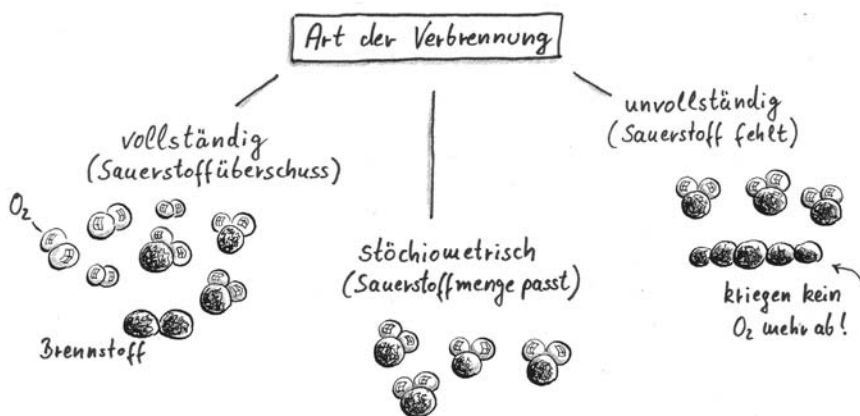 Art der Verbrennung
vollständig
(Sauerstoffüberschuss)
O₂
Brennstoff
stöchiometrisch
(Sauerstoffmenge passt)
unvollständig
(Sauerstoff fehlt)
kriegen kein
O₂ mehr ab!